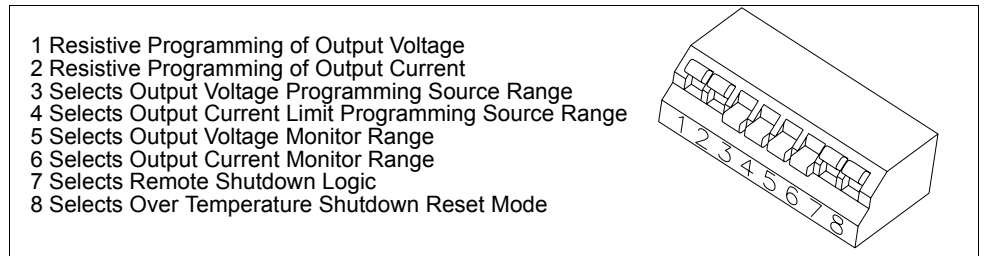 1 Resistive Programming of Output Voltage
2 Resistive Programming of Output Current
3 Selects Output Voltage Programming Source Range
4 Selects Output Current Limit Programming Source Range
5 Selects Output Voltage Monitor Range
6 Selects Output Current Monitor Range
7 Selects Remote Shutdown Logic
8 Selects Over Temperature Shutdown Reset Mode
1 2 3 4 5 6 7 8